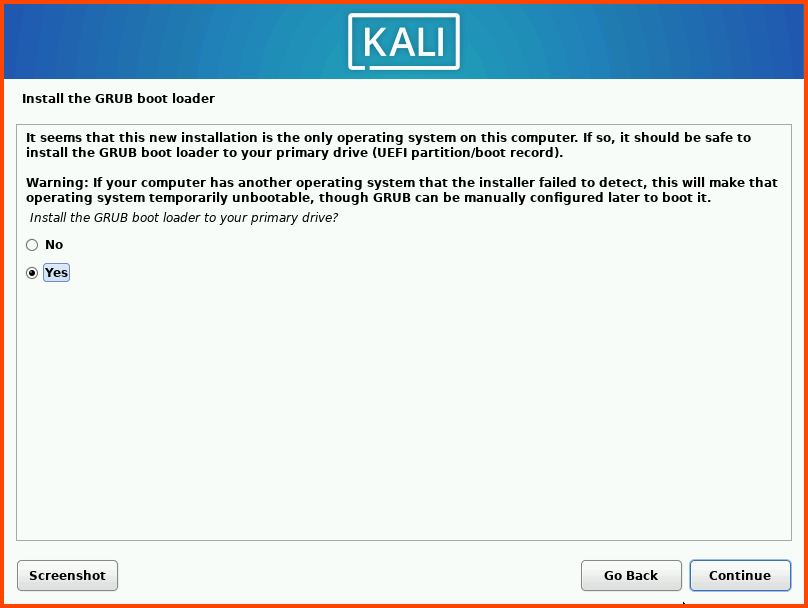 KALI
Install the GRUB boot loader
It seems that this new installation is the only operating system on this computer. If so, it should be safe to
install the GRUB boot loader to your primary drive (UEFI partition/boot record).
Warning: If your computer has another operating system that the installer failed to detect, this will make that
operating system temporarily unbootable, though GRUB can be manually configured later to boot it.
Install the GRUB boot loader to your primary drive?
No
Yes
Screenshot
Go Back
Continue